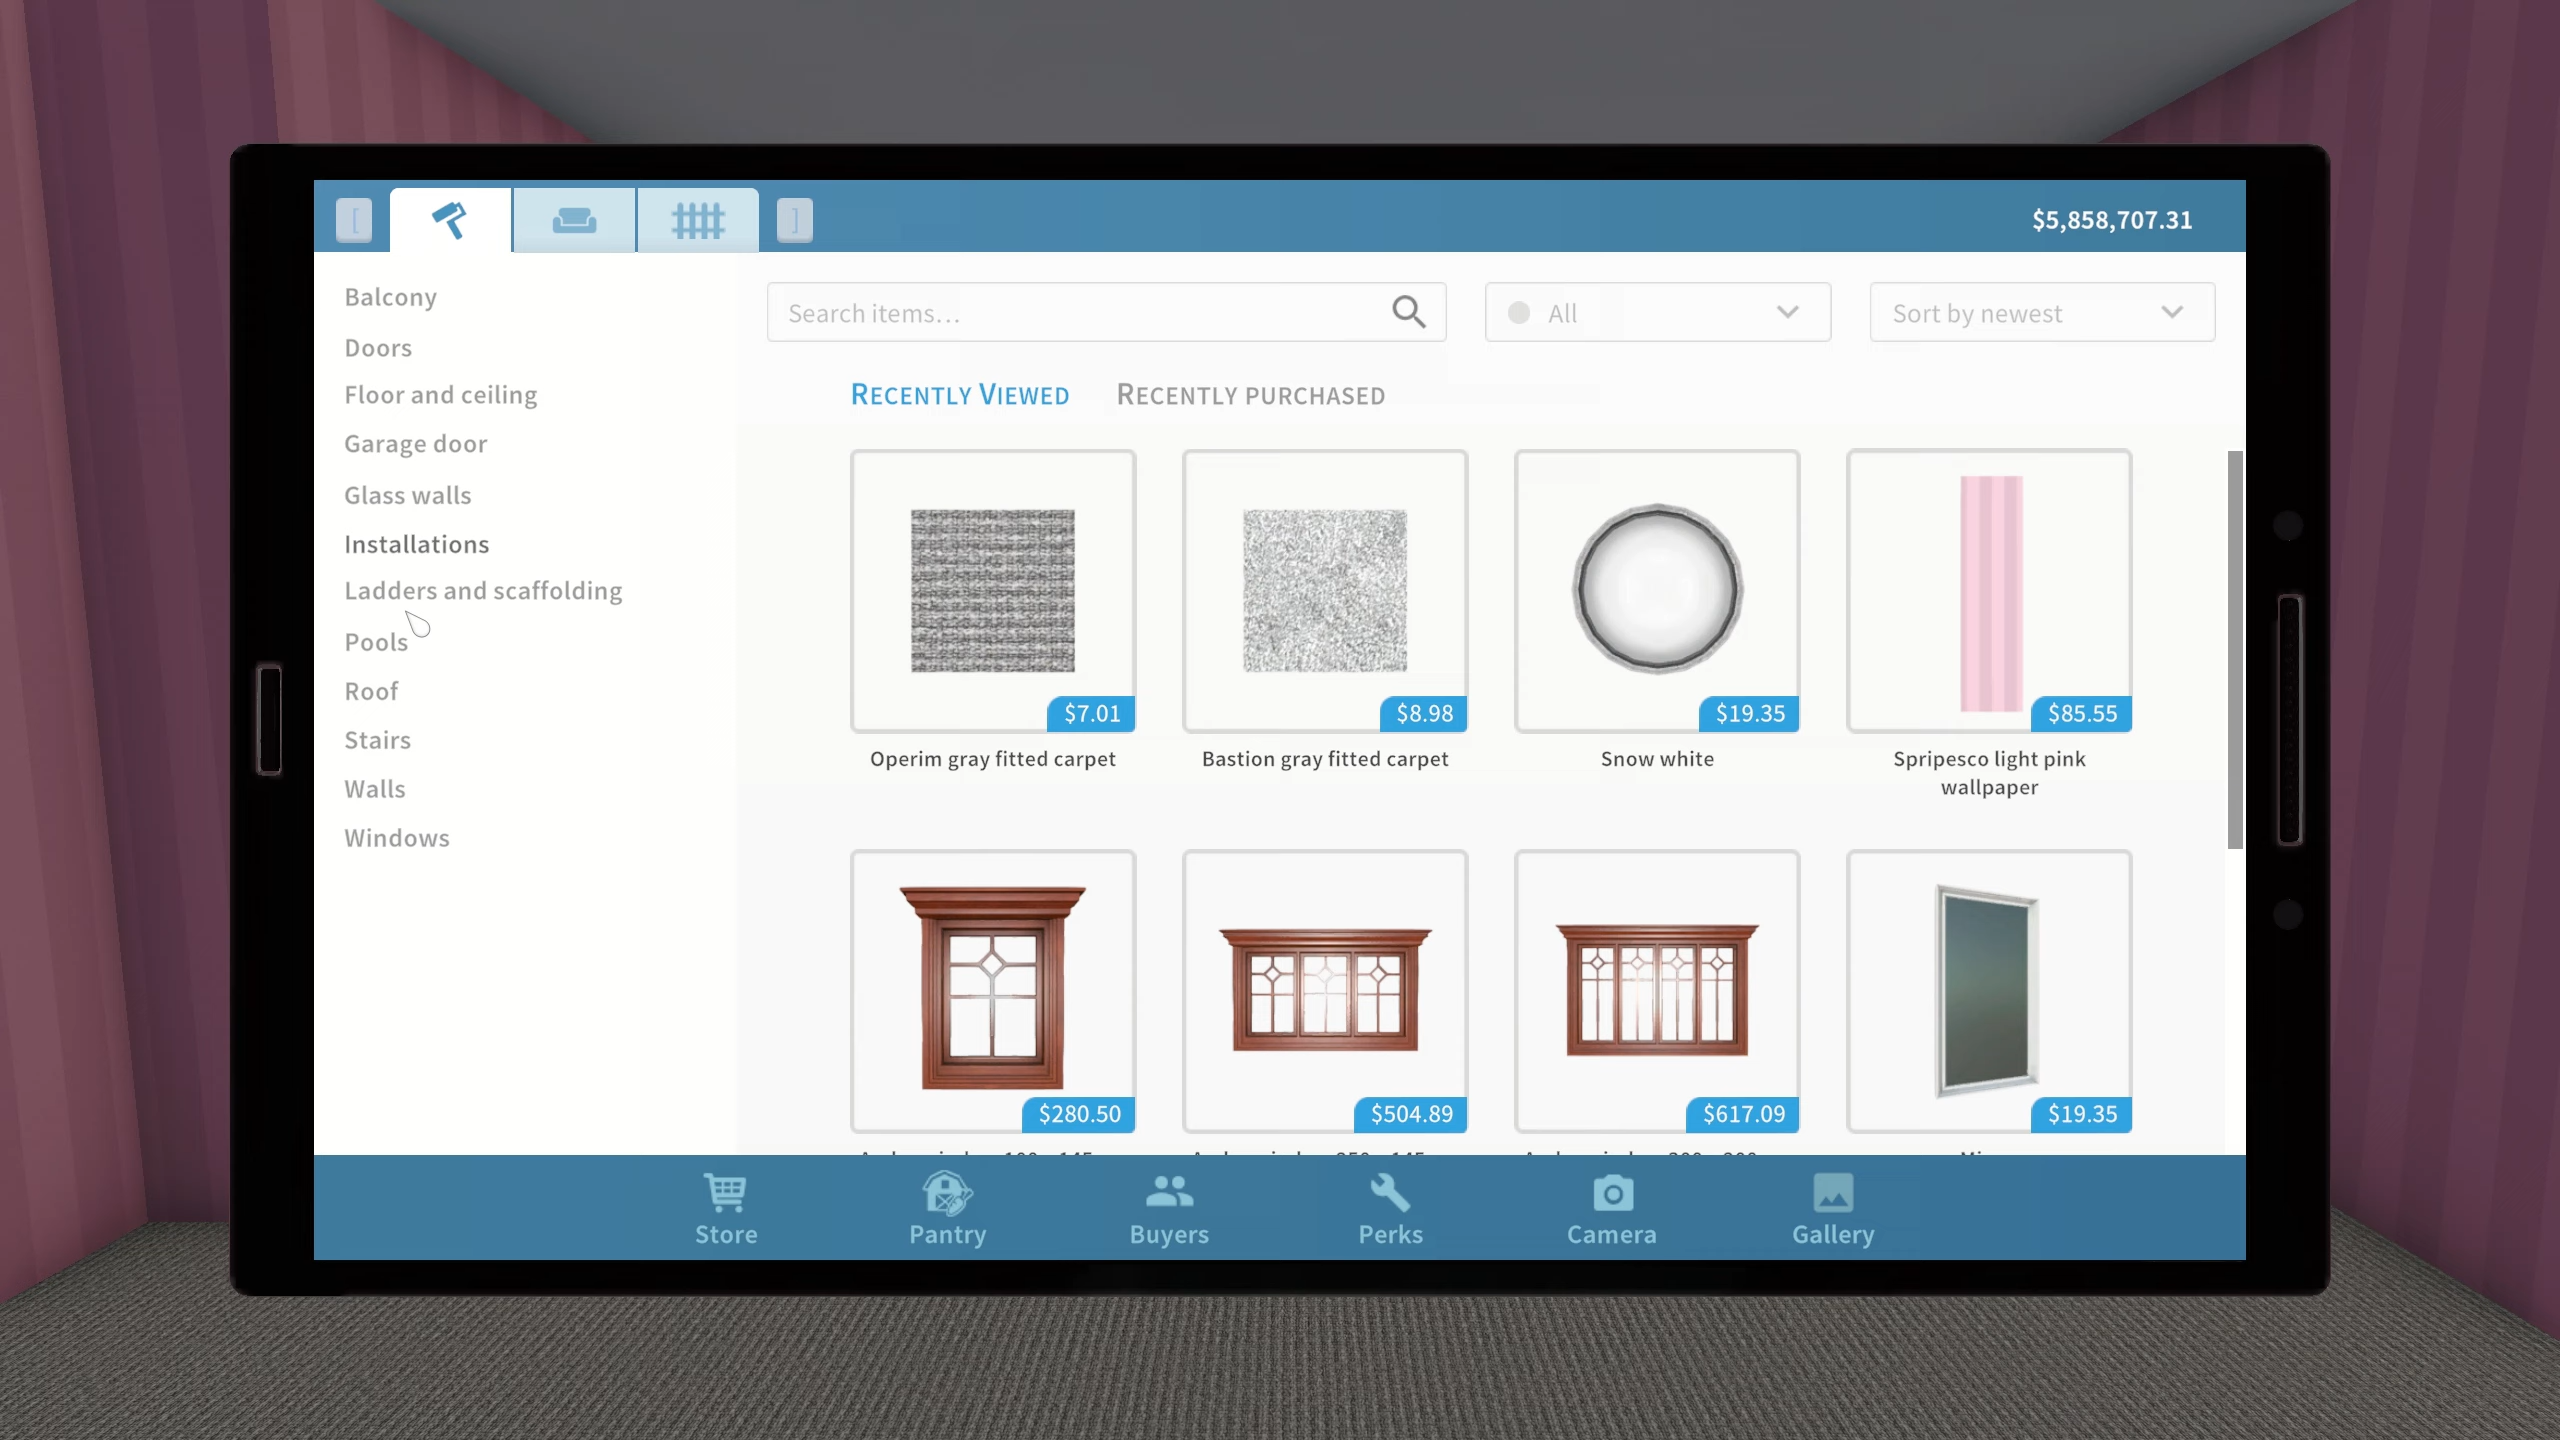 [
]
$5,858,707.31
Balcony
Doors
Floor and ceiling
Garage door
Glass walls
Installations
Ladders and scaffolding
Pools
Roof
Stairs
Walls
Windows
Search items...
All
Sort by newest
RECENTLY VIEWED
RECENTLY PURCHASED
$7.01
$8.98
$19.35
$85.55
Operim gray fitted carpet
Bastion gray fitted carpet
Snow white
Spripesco light pink
wallpaper
$280.50
$504.89
$617.09
$19.35
Store
Pantry
Buyers
Perks
Camera
Gallery